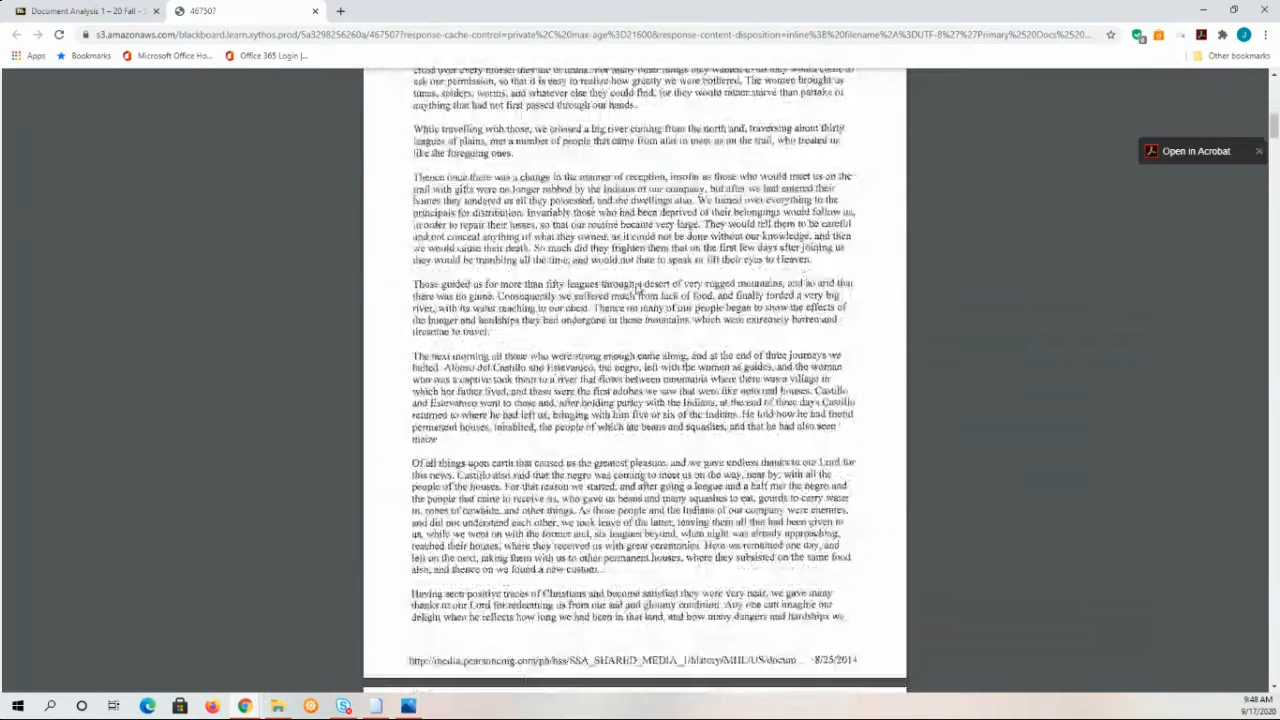 Document Analysis 1 – 20 Fall -
467507
s3.amazonaws.com/blackboard.learn.xythos.prod/5a3298256260a/467507?response-cache-control=private%2C%20max-age%3D21600&response-content-disposition=inline%3B%20filename%2A%3DUTF-8%27%27Primary%2520Docs%2520...
Apps Bookmarks Microsoft Office Ho... Office 365 Login |... Other bookmarks
ask our permission, so that it is easy to realize how greatly we were bothered. The women brought us
tunas, spiders, worms, and whatever else they could find, for they would rather starve than partake of
anything that had not first passed through our hands.
Open in Acrobat
While travelling with those, we crossed a big river coming from the north and, traversing about thirty
leagues of plains, met a number of people that came from afar to meet us on the trail, who treated us
like the foregoing ones.
Thence once there was a change in the manner of reception, insofar as those who would meet us on the
trail with gifts were no longer robbed by the Indians of our company, but after we had entered their
homes they tendered us all they possessed, and the dwellings also. We turned over everything to the
principals for distribution. Invariably those who had been deprived of their belongings would follow us,
in order to repair their losses, so that our routine became very large. They would tell them to be careful
and not conceal anything of what they owned, as it could not be done without our knowledge, and then
we would cause their death. So much did they frighten them that on the first few days after joining us
they would be trembling all the time, and would not dare to speak or lift their eyes to Heaven.
Those guided us for more than fifty leagues through a desert of very rugged mountains, and so arid that
there was no game. Consequently we suffered much from lack of food, and finally forded a very big
river, with its water reaching to our chest. Thence on many of our people began to show the effects of
the hunger and hardships they had undergone in those mountains, which were extremely barren and
tiresome to travel.
The next morning all those who were strong enough came along, and at the end of three journeys we
halted. Alonso del Castillo and Estevanico, the negro, left with the women as guides, and the woman
who was a captive took them to a river that flows between mountains where there was a village in
which her father lived, and these were the first adobes we saw that were like unto real houses. Castillo
and Estevanico went to these and, after holding parley with the Indians, at the end of three days Castillo
returned to where he had left us, bringing with him five or six of the Indians. He told how he had found
permanent houses, inhabited, the people of which ate beans and squashes, and that he had also seen
maize
Of all things upon earth that caused us the greatest pleasure, and we gave endless thanks to our Lord for
this news. Castillo also said that the negro was coming to meet us on the way, near by, with all the
people of the houses. For that reason we started, and after going a league and a half met the negro and
the people that came to receive us, who gave us beans and many squashes to eat, gourds to carry water
in, robes of cowhide, and other things. As those people and the Indians of our company were enemies,
and did not understand each other, we took leave of the latter, leaving them all that had been given to
us, while we went on with the former and, six leagues beyond, when night was already approaching,
reached their houses, where they received us with great ceremonies. Here we remained one day, and
left on the next, taking them with us to other permanent houses, where they subsisted on the same food
also, and thence on we found a new custom...
Having seen positive traces of Christians and become satisfied they were very near, we gave many
thanks to our Lord for redeeming us from our sad and gloomy condition. Any one can imagine our
delight when he reflects how long we had been in that land, and how many dangers and hardships we
http://media.pearsoncmg.com/ph/hss/SSA_SHARED_MEDIA_1/history/MHL/US/docum... 8/25/2014
9:48 AM
9/17/2020